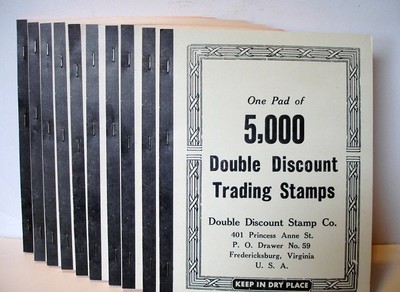 One Pad of
5,000
Double Discount
Trading Stamps
Double Discount Stamp Co.
401 Princess Anne St.
P. O. Drawer No. 59
Fredericksburg, Virginia
U. S. A.
KEEP IN DRY PLACE